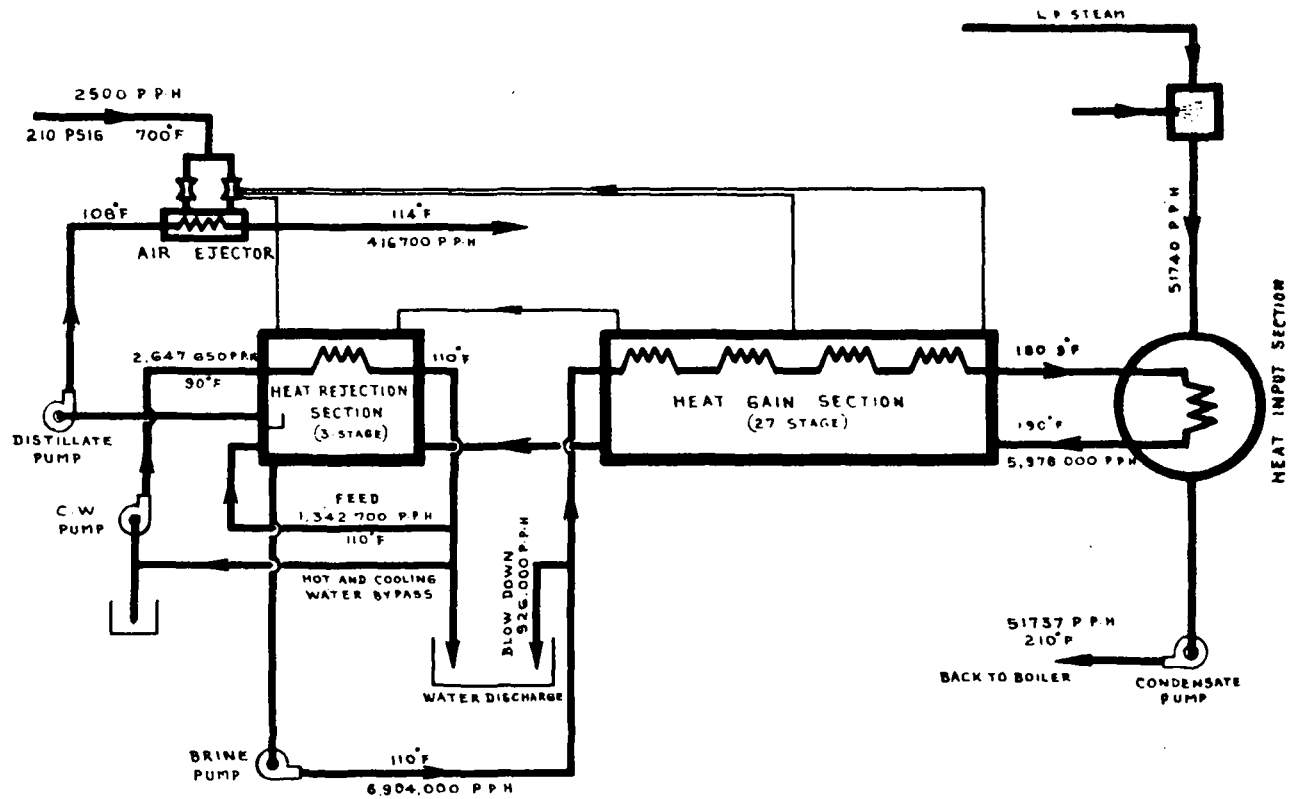 L P STEAM
2500 P P H
210 PSIG 700°F
108°F
114°F
416700 P P H
AIR EJECTOR
51740 P P H
HEAT INPUT SECTION
2,647 650 P P H
90°F
110°F
HEAT REJECTION
SECTION
(3-STAGE)
HEAT GAIN SECTION
(27 STAGE)
180 9°F
190°F
5,978 000 P P H
DISTILLATE
PUMP
C.W
PUMP
FEED
1,342 700 P P H
110°F
HOT AND COOLING
WATER BYPASS
BLOW DOWN
926.000 P P H
WATER DISCHARGE
51737 P P H
210°F
BACK TO BOILER
CONDENSATE
PUMP
BRINE
PUMP
110°F
6,904,000 P P H